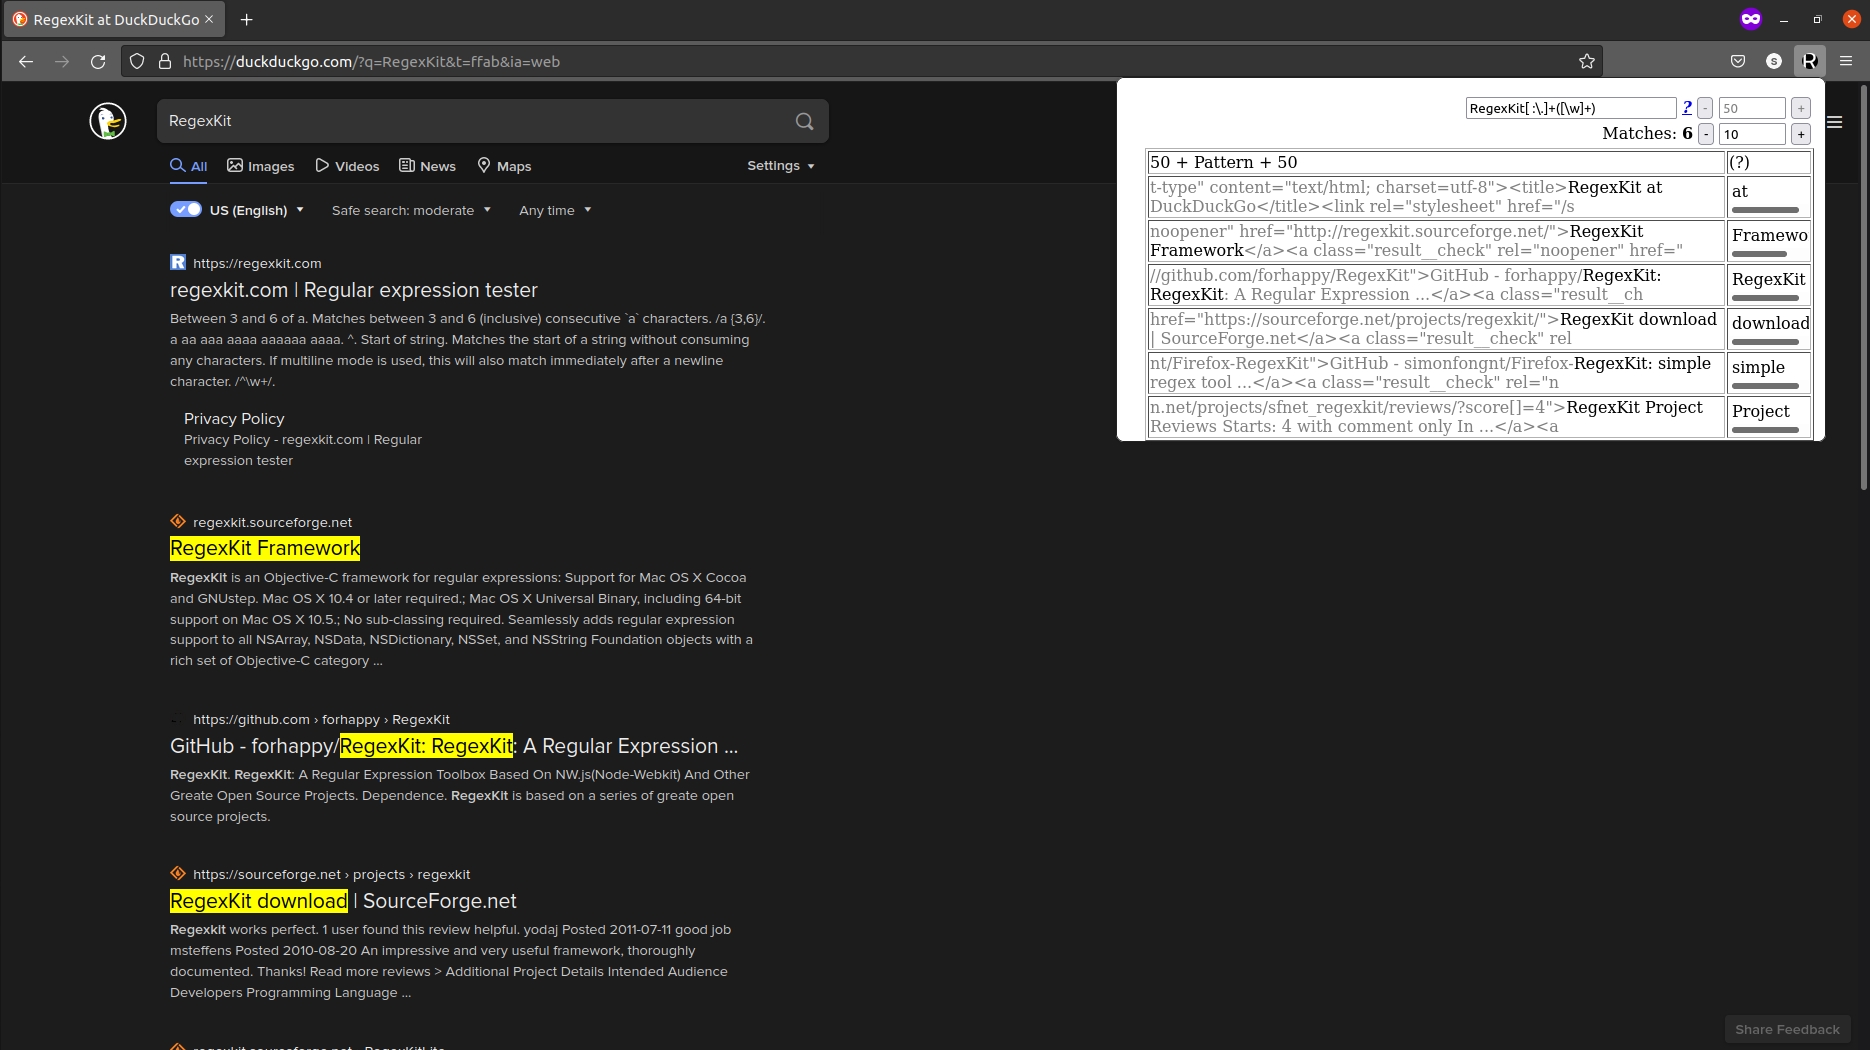 RegexKit at DuckDuckGo
https://duckduckgo.com/?q=RegexKit&t=ffab&ia=web
S
R
RegexKit
All Images Videos News Maps Settings
US (English) Safe search: moderate Any time
R https://regexkit.com
regexkit.com | Regular expression tester
Between 3 and 6 of a. Matches between 3 and 6 (inclusive) consecutive `a` characters. /a {3,6}/.
a aa aaa aaaa aaaaaa aaaa. ^. Start of string. Matches the start of a string without consuming
any characters. If multiline mode is used, this will also match immediately after a newline
character. /^\w+/.
Privacy Policy
Privacy Policy - regexkit.com | Regular
expression tester
regexkit.sourceforge.net
RegexKit Framework
RegexKit is an Objective-C framework for regular expressions: Support for Mac OS X Cocoa
and GNUstep. Mac OS X 10.4 or later required.; Mac OS X Universal Binary, including 64-bit
support on Mac OS X 10.5.; No sub-classing required. Seamlessly adds regular expression
support to all NSArray, NSData, NSDictionary, NSSet, and NSString Foundation objects with a
rich set of Objective-C category ...
https://github.com › forhappy › RegexKit
GitHub - forhappy/RegexKit: RegexKit: A Regular Expression ...
RegexKit. RegexKit: A Regular Expression Toolbox Based On NW.js(Node-Webkit) And Other
Greate Open Source Projects. Dependence. RegexKit is based on a series of greate open
source projects.
https://sourceforge.net › projects › regexkit
RegexKit download | SourceForge.net
Regexkit works perfect. 1 user found this review helpful. yodaj Posted 2011-07-11 good job
msteffens Posted 2010-08-20 An impressive and very useful framework, thoroughly
documented. Thanks! Read more reviews > Additional Project Details Intended Audience
Developers Programming Language ...
regexkit.sourceforge.net › RegexKitLite
RegexKit[ :\.]+([\w]+) ? - 50 +
Matches: 6 - 10 +
50 + Pattern + 50 (?)
t-type" content="text/html; charset=utf-8"><title>RegexKit at
DuckDuckGo</title><link rel="stylesheet" href="/s
at
noopener" href="http://regexkit.sourceforge.net/">RegexKit
Framework</a><a class="result__check" rel="noopener" href="
Framewo
//github.com/forhappy/RegexKit">GitHub - forhappy/RegexKit:
RegexKit: A Regular Expression ...</a><a class="result__ch
RegexKit
href="https://sourceforge.net/projects/regexkit/">RegexKit download
| SourceForge.net</a><a class="result__check" rel
download
nt/Firefox-RegexKit">GitHub - simonfongnt/Firefox-RegexKit: simple
regex tool ...</a><a class="result__check" rel="n
simple
n.net/projects/sfnet_regexkit/reviews/?score[]=4">RegexKit Project
Reviews Starts: 4 with comment only In ...</a><a
Project
Share Feedback